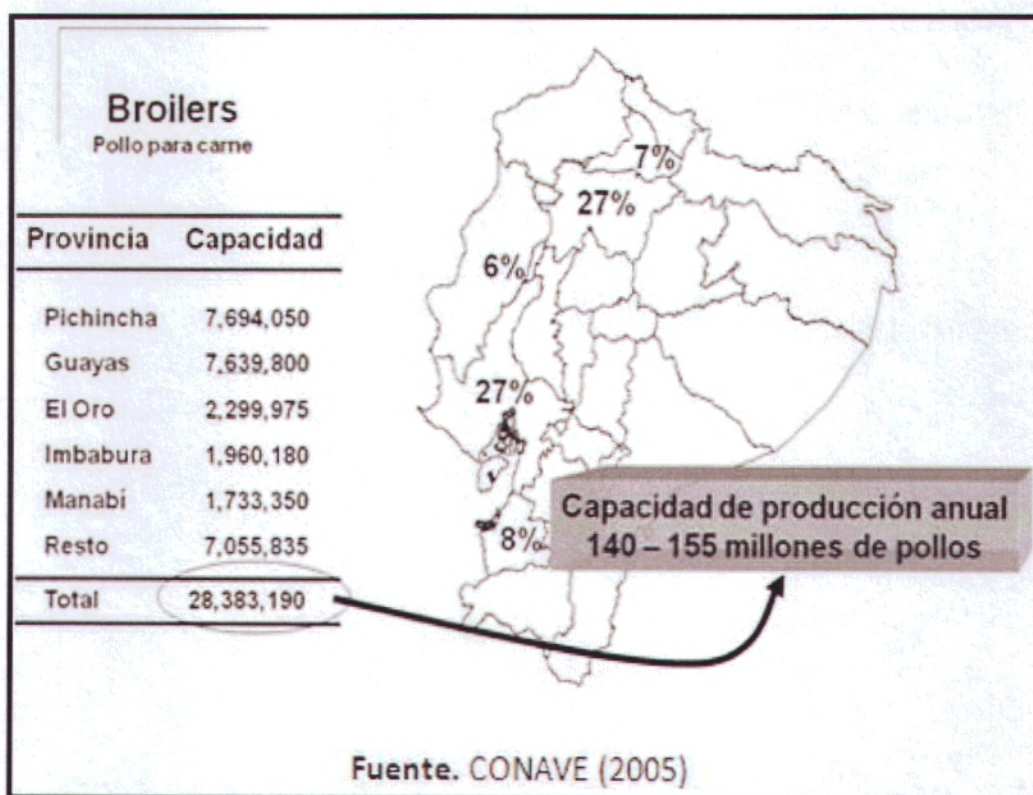 Broilers
Pollo para carne
Provincia Capacidad
Pichincha 7,694,050
Guayas 7,639,800
El Oro 2,299,975
Imbabura 1,960,180
Manabí 1,733,350
Resto 7,055,835
Total 28,383,190
7%
27%
6%
27%
8%
Capacidad de producción anual
140 – 155 millones de pollos
Fuente. CONAVE (2005)